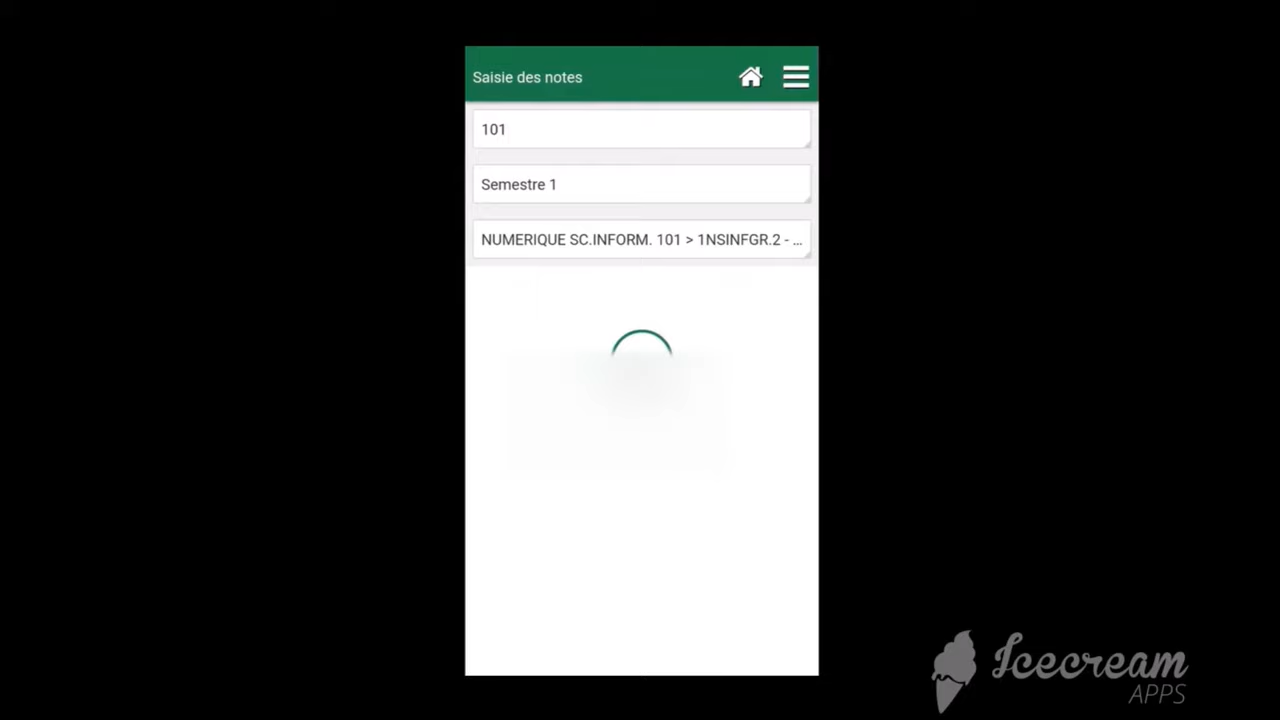 Saisie des notes
101
Semestre 1
NUMERIQUE SC.INFORM. 101 > 1NSINFGR.2 - ...
Icecream
APPS